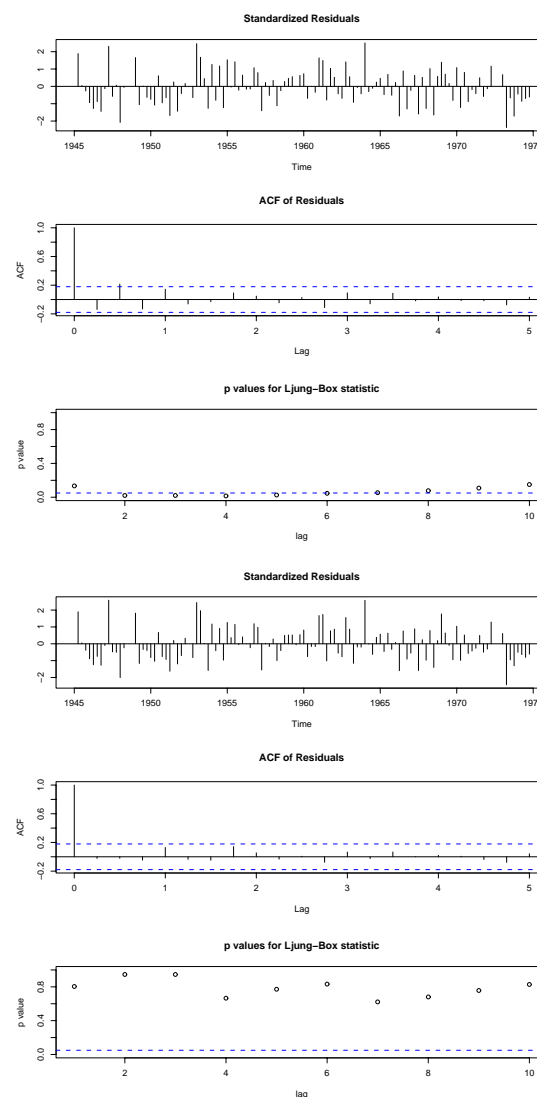 Standardized Residuals
2
1
0
−2
1945 1950 1955 1960 1965 1970 197
Time
ACF of Residuals
1.0
0.6
ACF
0.2
−0.2
0 1 2 3 4 5
Lag
p values for Ljung−Box statistic
0.8
p value
0.4
0.0
2 4 6 8 10
lag
Standardized Residuals
2
1
0
−2
1945 1950 1955 1960 1965 1970 197
Time
ACF of Residuals
1.0
0.6
ACF
0.2
−0.2
0 1 2 3 4 5
Lag
p values for Ljung−Box statistic
0.8
p value
0.4
0.0
2 4 6 8 10
lag